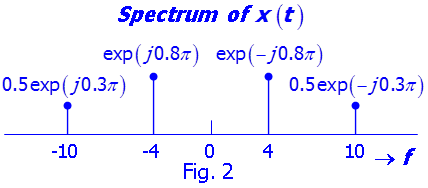 Spectrum of x (t)
exp(j0.8π) exp(−j0.8π)
0.5exp(j0.3π) 0.5exp(−j0.3π)
-10 -4 0 4 10 → f
Fig. 2